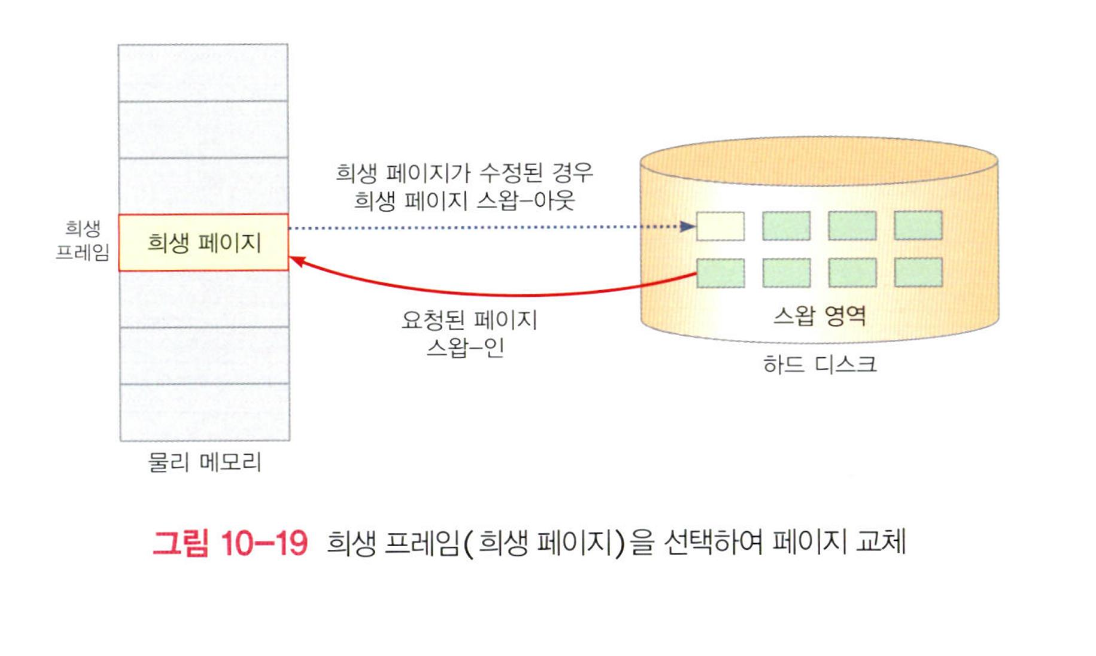 희생 페이지가 수정된 경우
희생 페이지 스왑-아웃
희생
프레임
희생 페이지
요청된 페이지
스왑-인
스왑 영역
하드 디스크
물리 메모리
그림 10-19 희생 프레임(희생 페이지)을 선택하여 페이지 교체